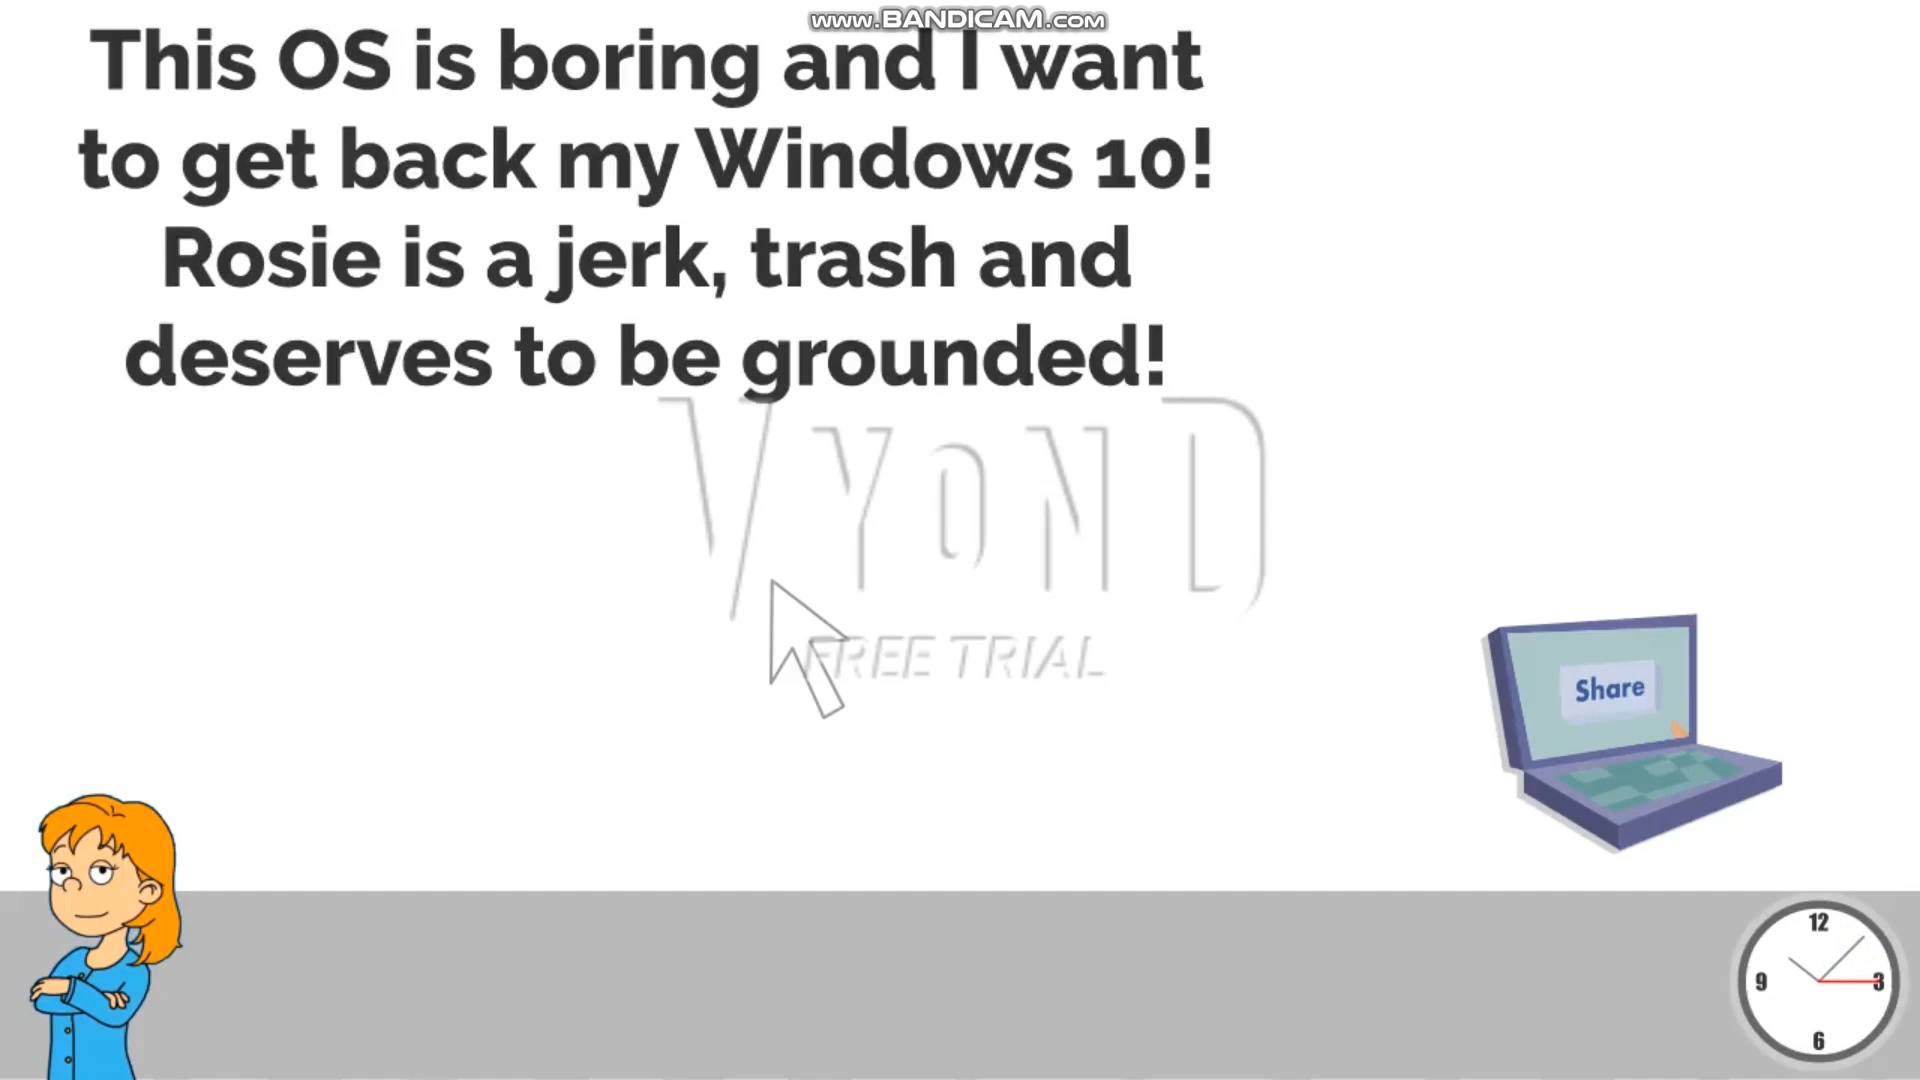 www.BANDICAM.com
This OS is boring and I want
to get back my Windows 10!
Rosie is a jerk, trash and
deserves to be grounded!
VYOND
FREE TRIAL
Share
12
9
3
6